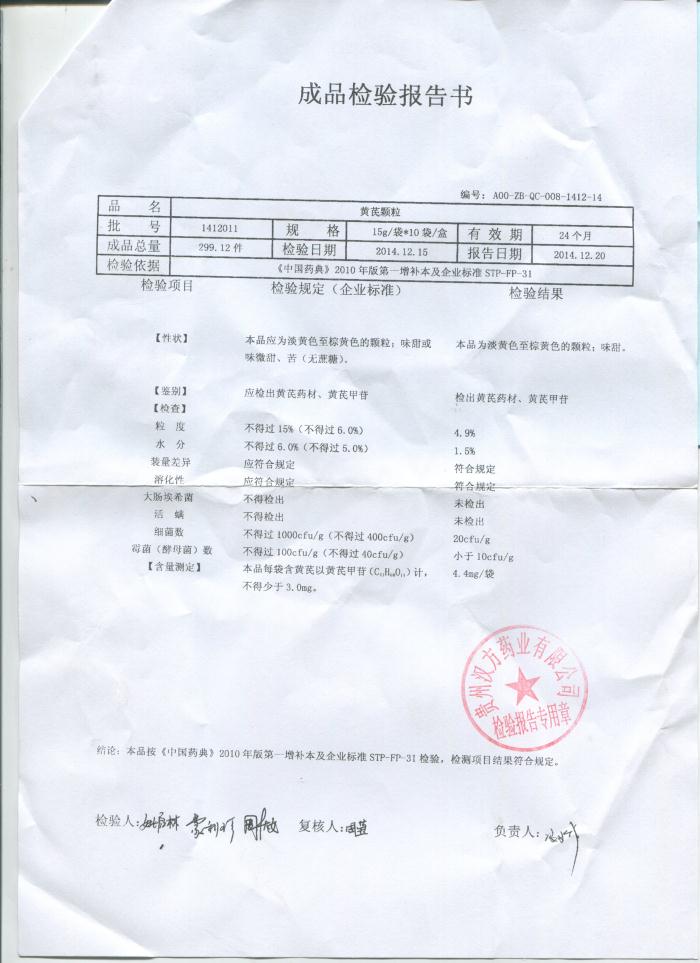 成品检验报告书
编号：A00-ZB-QC-008-1412-14
品 名 黄芪颗粒
批 号 1412011 规 格 15g/袋*10袋/盒 有效期 24个月
成品总量 299.12件 检验日期 2014.12.15 报告日期 2014.12.20
检验依据 《中国药典》2010年版第一增补本及企业标准STP-FP-31
检验项目 检验规定（企业标准） 检验结果
【性状】 本品应为淡黄色至棕黄色的颗粒；味甜或 本品为淡黄色至棕黄色的颗粒；味甜。
味微甜、苦（无蔗糖）。
【鉴别】 应检出黄芪药材、黄芪甲苷 检出黄芪药材、黄芪甲苷
【检查】
粒 度 不得过15%（不得过6.0%） 4.9%
水 分 不得过6.0%（不得过5.0%） 1.5%
装量差异 应符合规定 符合规定
溶化性 应符合规定 符合规定
大肠埃希菌 不得检出 未检出
活 螨 不得检出 未检出
细菌数 不得过1000cfu/g（不得过400cfu/g） 20cfu/g
霉菌（酵母菌）数 不得过100cfu/g（不得过40cfu/g） 小于10cfu/g
【含量测定】 本品每袋含黄芪以黄芪甲苷(C₄₁H₆₈O₁₄)计， 4.4mg/袋
不得少于3.0mg。
贵州汉方药业有限公司
检验报告专用章
结论：本品按《中国药典》2010年版第一增补本及企业标准STP-FP-31检验，检测项目结果符合规定。
检验人： 复核人： 负责人：